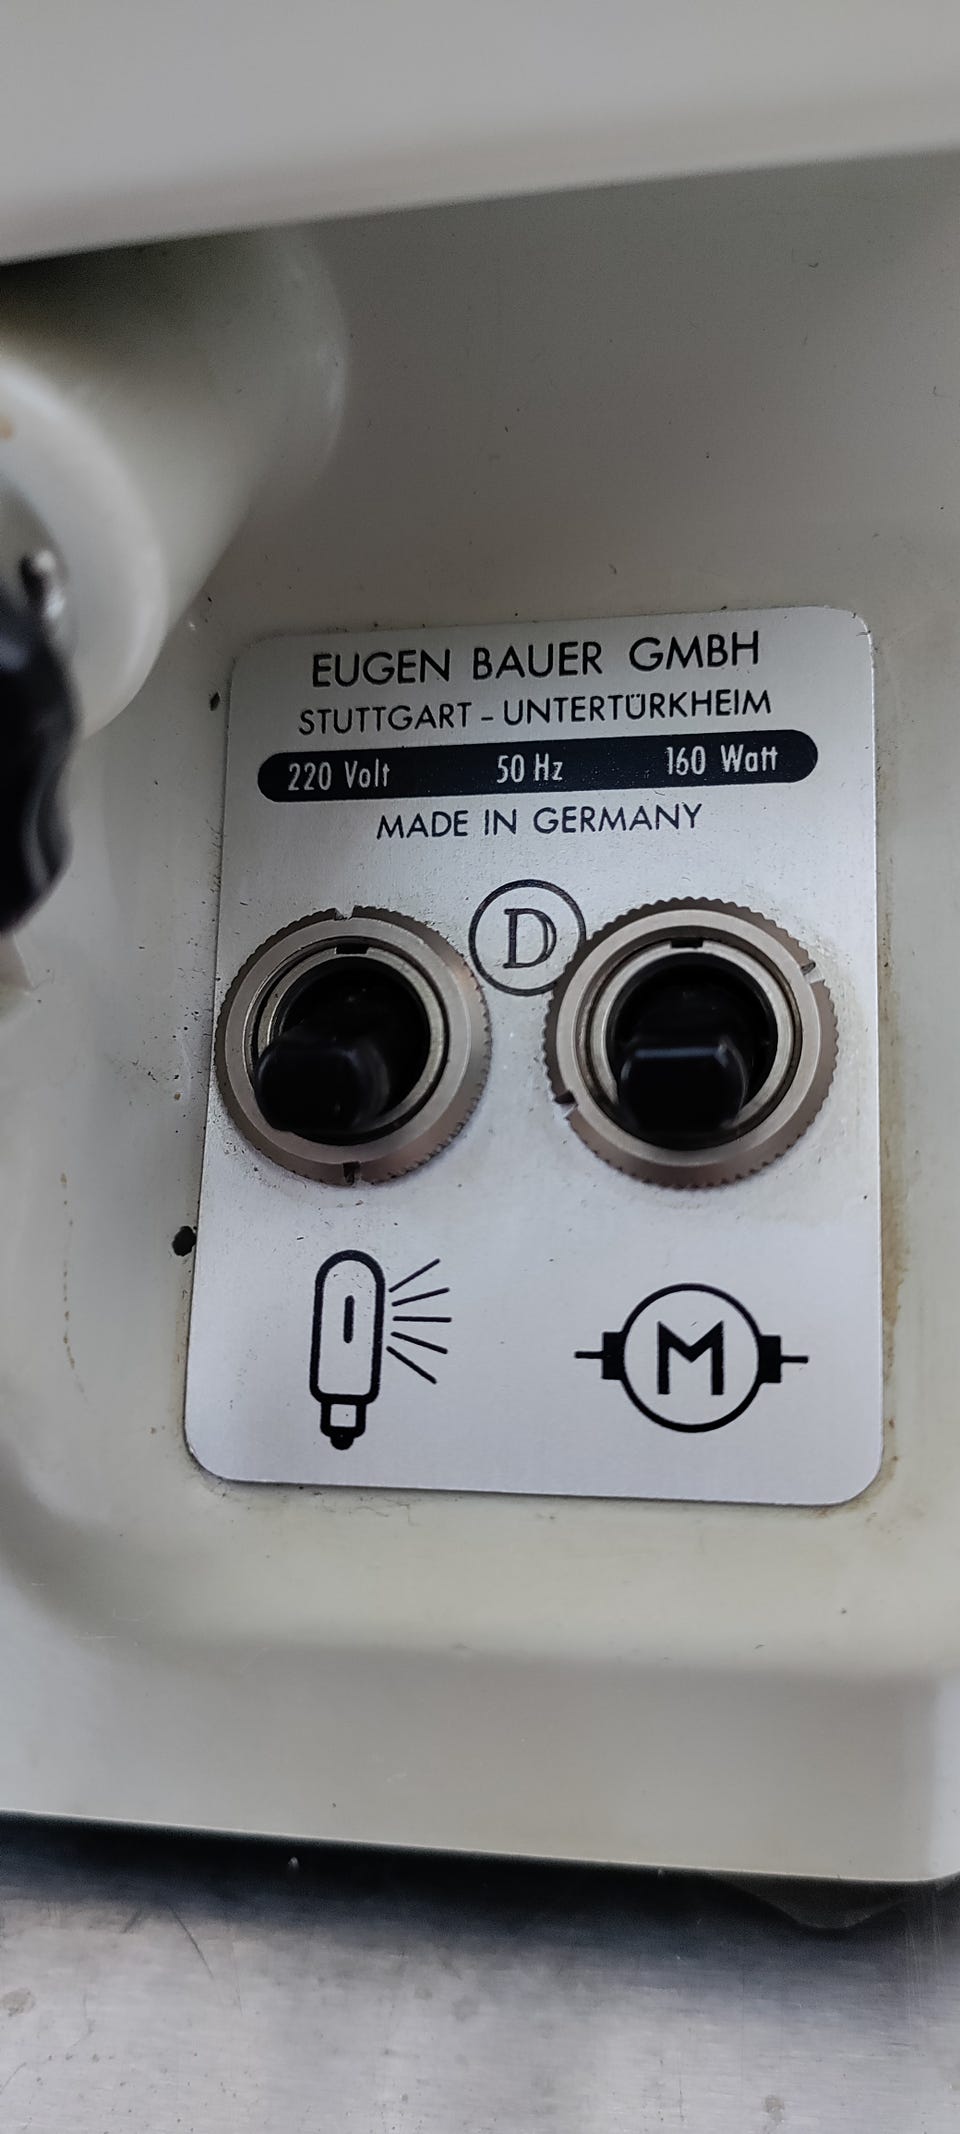 EUGEN BAUER GMBH
STUTTGART - UNTERTÜRKHEIM
220 Volt 50 Hz 160 Watt
MADE IN GERMANY
D
M